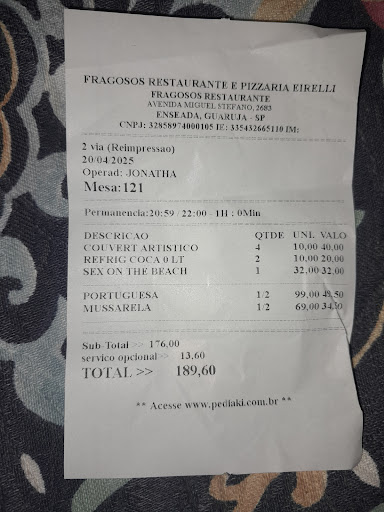 FRAGOSOS RESTAURANTE E PIZZARIA EIRELLI
FRAGOSOS RESTAURANTE
AVENIDA MIGUEL STEFANO, 2683
ENSEADA, GUARUJA - SP
CNPJ: 32858974000105 IE: 335432665110 IM:
2 via (Reimpressao)
20/04/2025
Operad: JONATHA
Mesa:121
Permanencia:20:59 / 22:00 - 1H : 0Min
DESCRICAO QTDE UNI. VALO
COUVERT ARTISTICO 4 10,00 40,00
REFRIG COCA 0 LT 2 10,00 20,00
SEX ON THE BEACH 1 32,00 32,00
PORTUGUESA 1/2 99,00 49,50
MUSSARELA 1/2 69,00 34,50
Sub-Total >> 176,00
servico opcional >> 13,60
TOTAL >> 189,60
** Acesse www.pediaki.com.br **